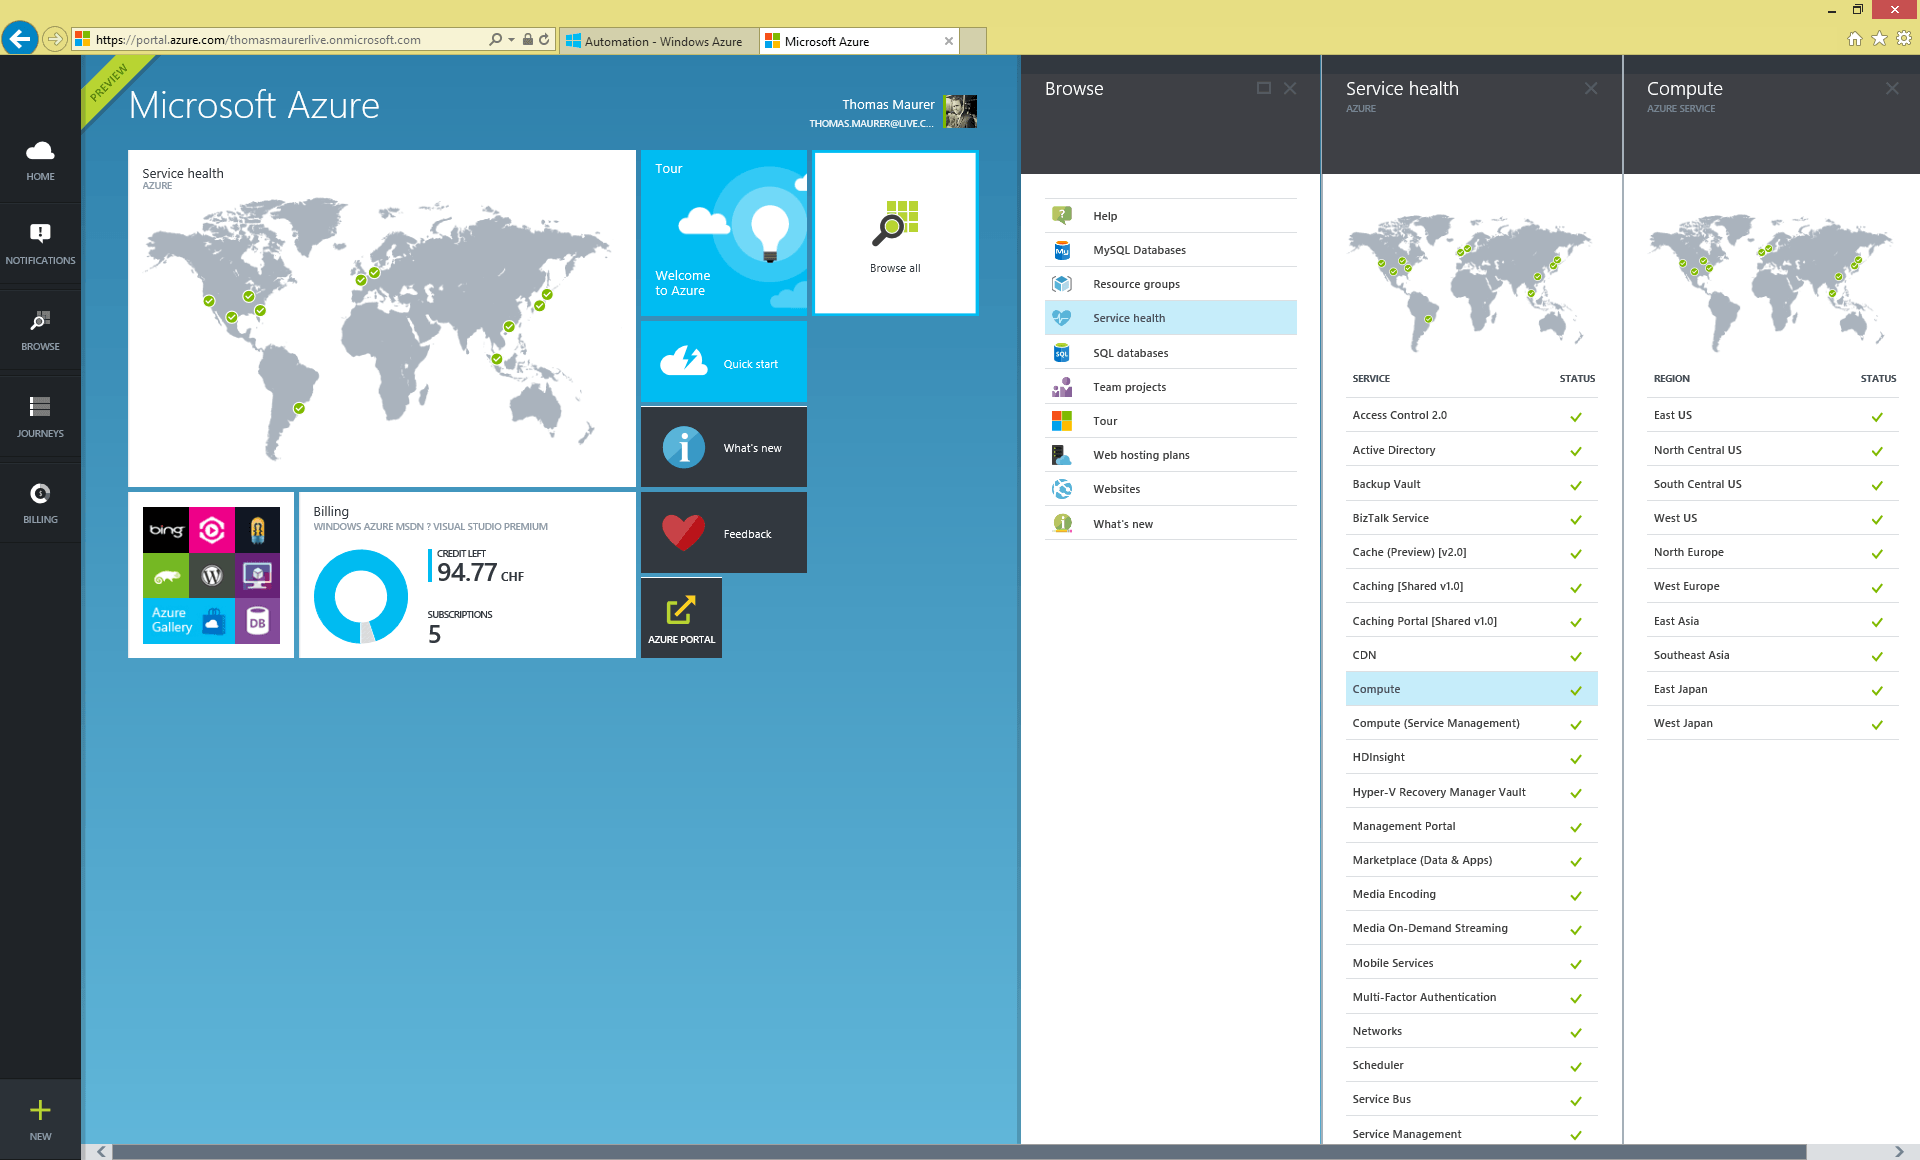 https://portal.azure.com/thomasmaurerlive.onmicrosoft.com
Automation - Windows Azure
Microsoft Azure
PREVIEW
Microsoft Azure
Thomas Maurer
THOMAS.MAURER@LIVE.C...
HOME
NOTIFICATIONS
BROWSE
JOURNEYS
BILLING
NEW
Service health
AZURE
Tour
Welcome
to Azure
Browse all
Quick start
What's new
Feedback
AZURE PORTAL
bing
Azure
Gallery
DB
Billing
WINDOWS AZURE MSDN ? VISUAL STUDIO PREMIUM
CREDIT LEFT
94.77 CHF
SUBSCRIPTIONS
5
Browse
Help
MySQL Databases
Resource groups
Service health
SQL databases
Team projects
Tour
Web hosting plans
Websites
What's new
My
SQL
Service health
AZURE
SERVICE STATUS
Access Control 2.0
Active Directory
Backup Vault
BizTalk Service
Cache (Preview) [v2.0]
Caching [Shared v1.0]
Caching Portal [Shared v1.0]
CDN
Compute
Compute (Service Management)
HDInsight
Hyper-V Recovery Manager Vault
Management Portal
Marketplace (Data & Apps)
Media Encoding
Media On-Demand Streaming
Mobile Services
Multi-Factor Authentication
Networks
Scheduler
Service Bus
Service Management
Compute
AZURE SERVICE
REGION STATUS
East US
North Central US
South Central US
West US
North Europe
West Europe
East Asia
Southeast Asia
East Japan
West Japan